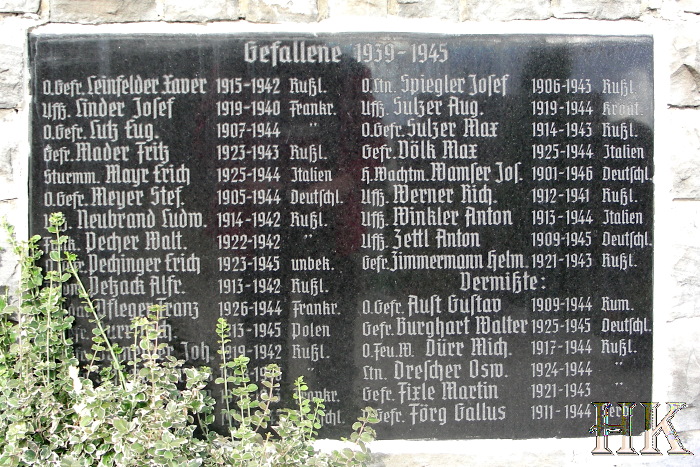 Gefallene 1939-1945
O.Gefr. Leinfelder Xaver 1915-1942 Rußl.
Uffz. Linder Josef 1919-1940 Frankr.
O.Gefr. Lutz Eug. 1907-1944 "
Gefr. Mader Fritz 1923-1943 Rußl.
Sturmm. Mayr Erich 1925-1944 Italien
O.Gefr. Meyer Stef. 1905-1944 Deutschl.
Neubrand Ludw. 1914-1942 Rußl.
Pecher Walt. 1922-1942 "
Pechinger Erich 1923-1945 unbek.
Petzack Alfr. 1913-1942 Rußl.
Pfleger Franz 1926-1944 Frankr.
1913-1945 Polen
Joh. 1919-1942 Rußl.
"
Frankr.
O.Ltn. Spiegler Josef 1906-1943 Rußl.
Uffz. Sulzer Aug. 1919-1944 Kroat.
O.Gefr. Sulzer Max 1914-1943 Rußl.
Gefr. Völk Max 1925-1944 Italien
H.Wachtm. Wamser Jos. 1901-1946 Deutschl.
Uffz. Werner Rich. 1912-1941 Rußl.
Uffz. Winkler Anton 1913-1944 Italien
Uffz. Zettl Anton 1909-1945 Deutschl.
Gefr. Zimmermann Helm. 1921-1943 Rußl.
Vermißte:
O.Gefr. Aust Gustav 1909-1944 Rum.
Gefr. Burghart Walter 1925-1945 Deutschl.
O.Feu.W. Dürr Mich. 1917-1944 Rußl.
Ltn. Drescher Osw. 1924-1944 "
Gefr. Fixle Martin 1921-1943 "
O.Gefr. Förg Gallus 1911-1944 Serb.
HK